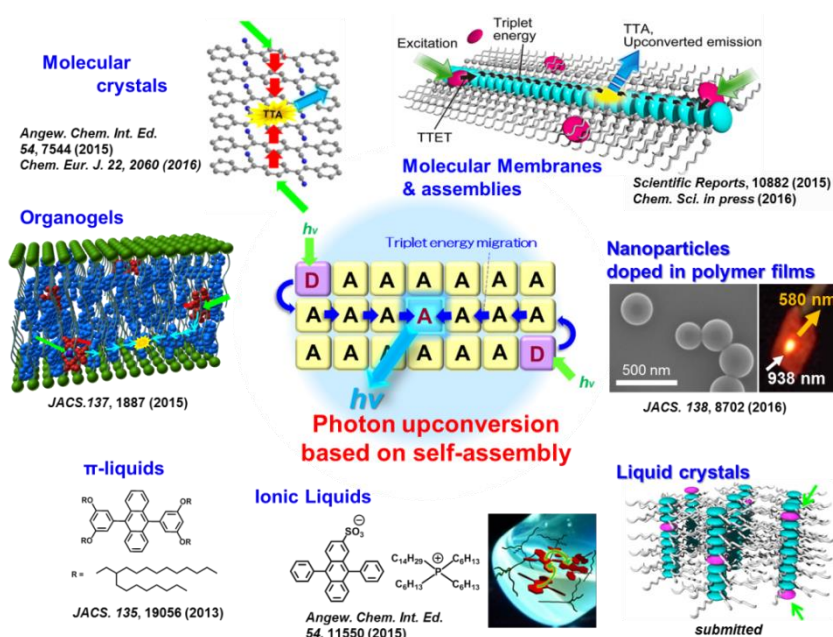 Molecular
crystals
Angew. Chem. Int. Ed.
54, 7544 (2015)
Chem. Eur. J. 22, 2060 (2016)
TTA
Excitation
Triplet
energy
TTA,
Upconverted emission
TTET
Molecular Membranes
& assemblies
Scientific Reports, 10882 (2015)
Chem. Sci. in press
(2016)
Organogels
JACS.137, 1887 (2015)
hν
Triplet energy migration
D A A A A A A
A A A A A A A
A A A A A A D
hν
hν
Photon upconversion
based on self-assembly
Nanoparticles
doped in polymer films
500 nm
580 nm
938 nm
JACS. 138, 8702 (2016)
π-liquids
RO
OR
RO
OR
R =
JACS. 135, 19056 (2013)
Ionic Liquids
SO₃
⊖
⊕
C₁₄H₂₉
C₆H₁₃
P
C₆H₁₃
C₆H₁₃
Angew. Chem. Int. Ed.
54, 11550 (2015)
Liquid crystals
submitted